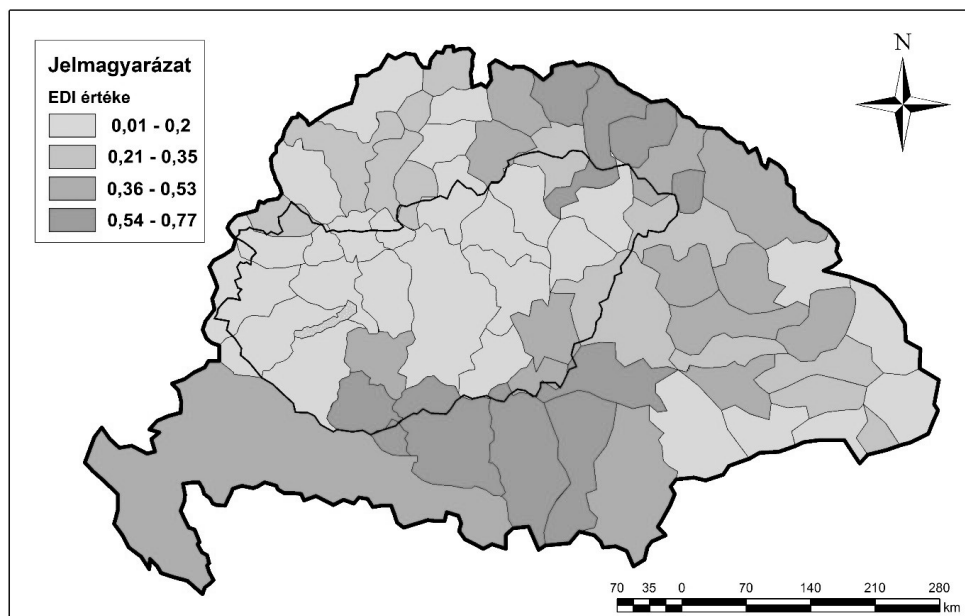 Jelmagyarázat
EDI értéke
0,01 - 0,2
0,21 - 0,35
0,36 - 0,53
0,54 - 0,77
N
70 35 0 70 140 210 280
km